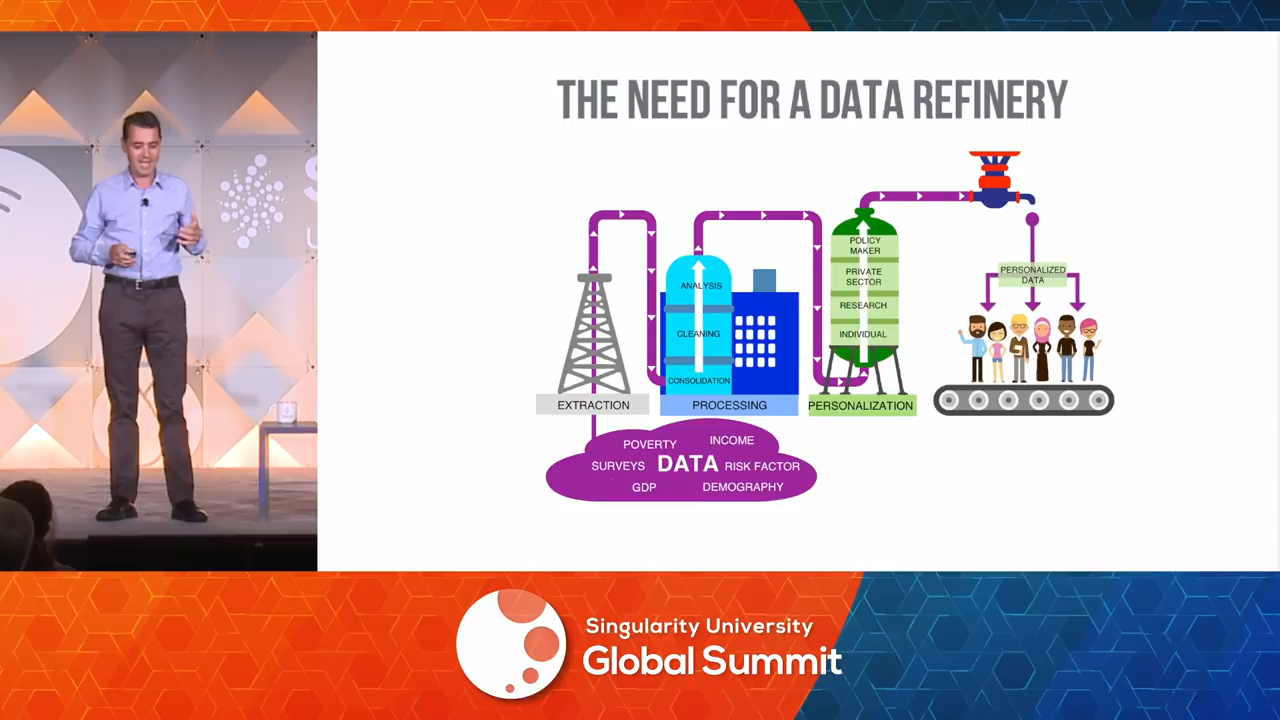 THE NEED FOR A DATA REFINERY
POLICY
MAKER
PRIVATE
SECTOR
RESEARCH
INDIVIDUAL
ANALYSIS
CLEANING
CONSOLIDATION
PERSONALIZED
DATA
EXTRACTION
PROCESSING
PERSONALIZATION
POVERTY
INCOME
SURVEYS
DATA
RISK FACTOR
GDP
DEMOGRAPHY
Singularity University
Global Summit